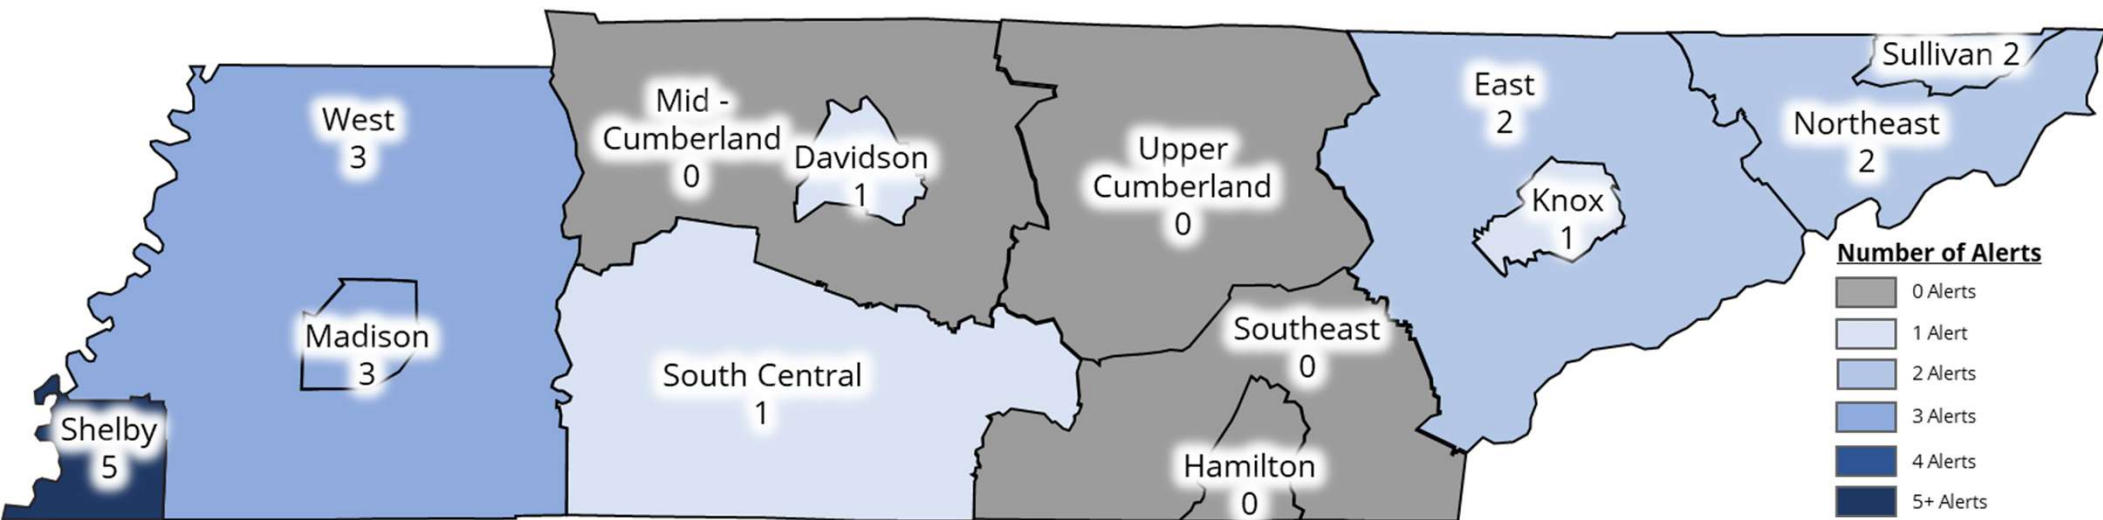 West
3
Madison
3
Shelby
5
Mid -
Cumberland
0
Davidson
1
South Central
1
Upper
Cumberland
0
Southeast
0
Hamilton
0
East
2
Knox
1
Sullivan 2
Northeast
2
Number of Alerts
0 Alerts
1 Alert
2 Alerts
3 Alerts
4 Alerts
5+ Alerts